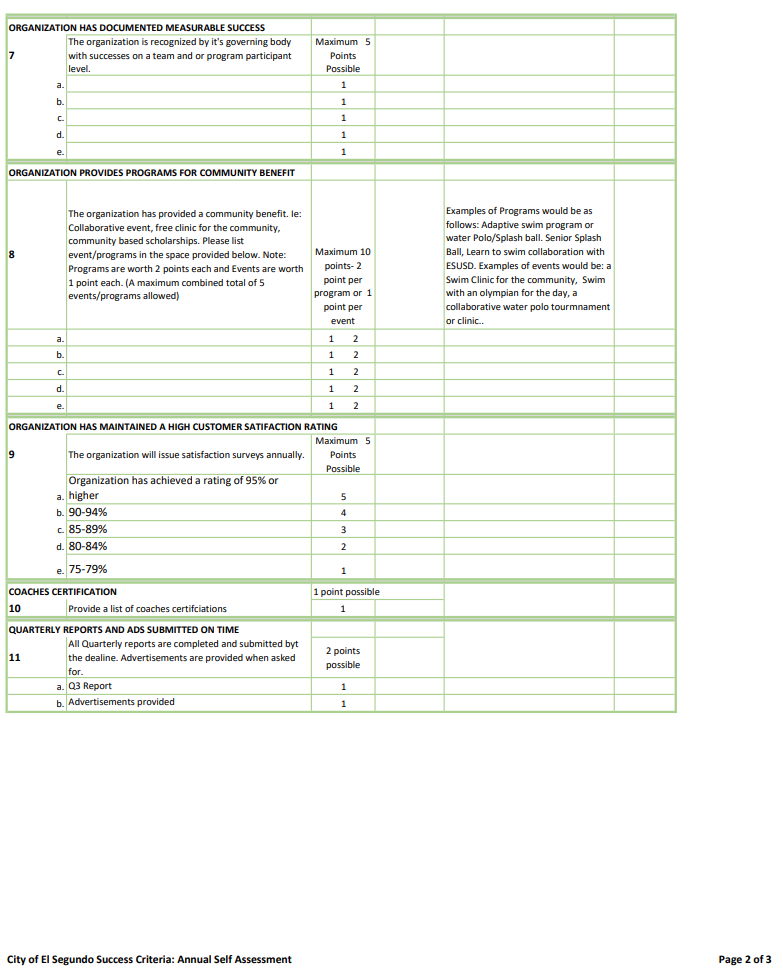 ORGANIZATION HAS DOCUMENTED MEASURABLE SUCCESS
7
The organization is recognized by it's governing body
with successes on a team and or program participant
level.
Maximum 5
Points
Possible
a. 1
b. 1
c. 1
d. 1
e. 1
ORGANIZATION PROVIDES PROGRAMS FOR COMMUNITY BENEFIT
8
The organization has provided a community benefit. Ie:
Collaborative event, free clinic for the community,
community based scholarships. Please list
event/programs in the space provided below. Note:
Programs are worth 2 points each and Events are worth
1 point each. (A maximum combined total of 5
events/programs allowed)
Maximum 10
points- 2
point per
program or 1
point per
event
Examples of Programs would be as
follows: Adaptive swim program or
water Polo/Splash ball. Senior Splash
Ball, Learn to swim collaboration with
ESUSD. Examples of events would be: a
Swim Clinic for the community, Swim
with an olympian for the day, a
collaborative water polo tourmnament
or clinic..
a. 1 2
b. 1 2
c. 1 2
d. 1 2
e. 1 2
ORGANIZATION HAS MAINTAINED A HIGH CUSTOMER SATIFACTION RATING
9
The organization will issue satisfaction surveys annually.
Maximum 5
Points
Possible
Organization has achieved a rating of 95% or
a. higher 5
b. 90-94% 4
c. 85-89% 3
d. 80-84% 2
e. 75-79% 1
COACHES CERTIFICATION 1 point possible
10 Provide a list of coaches certifciations 1
QUARTERLY REPORTS AND ADS SUBMITTED ON TIME
11
All Quarterly reports are completed and submitted byt
the dealine. Advertisements are provided when asked
for.
2 points
possible
a. Q3 Report 1
b. Advertisements provided 1
City of El Segundo Success Criteria: Annual Self Assessment Page 2 of 3